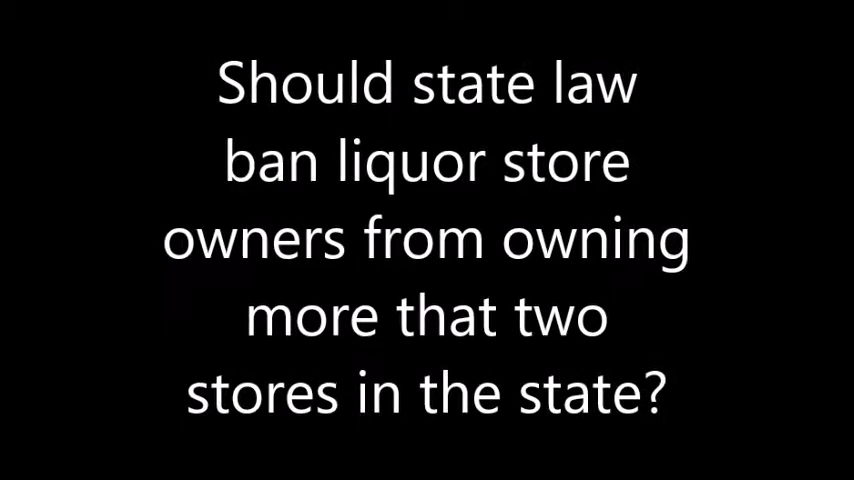 Should state law
ban liquor store
owners from owning
more that two
stores in the state?